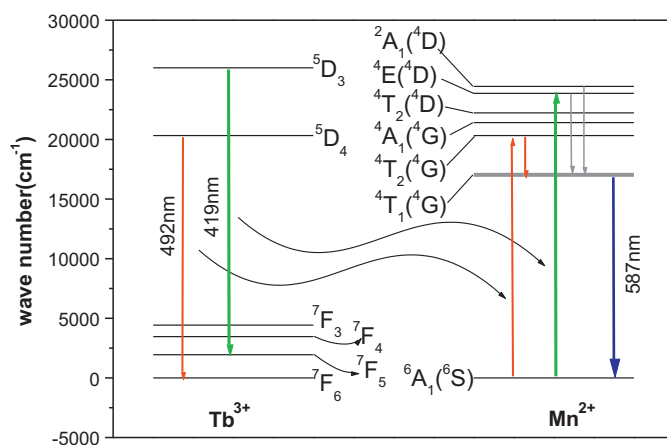 wave number(cm⁻¹)
30000
25000
20000
15000
10000
5000
0
-5000
⁵D₃
⁵D₄
492nm
419nm
⁷F₃
⁷F₄
⁷F₅
⁷F₆
Tb³⁺
²A₁(⁴D)
⁴E(⁴D)
⁴T₂(⁴D)
⁴A₁(⁴G)
⁴T₂(⁴G)
⁴T₁(⁴G)
587nm
⁶A₁(⁶S)
Mn²⁺